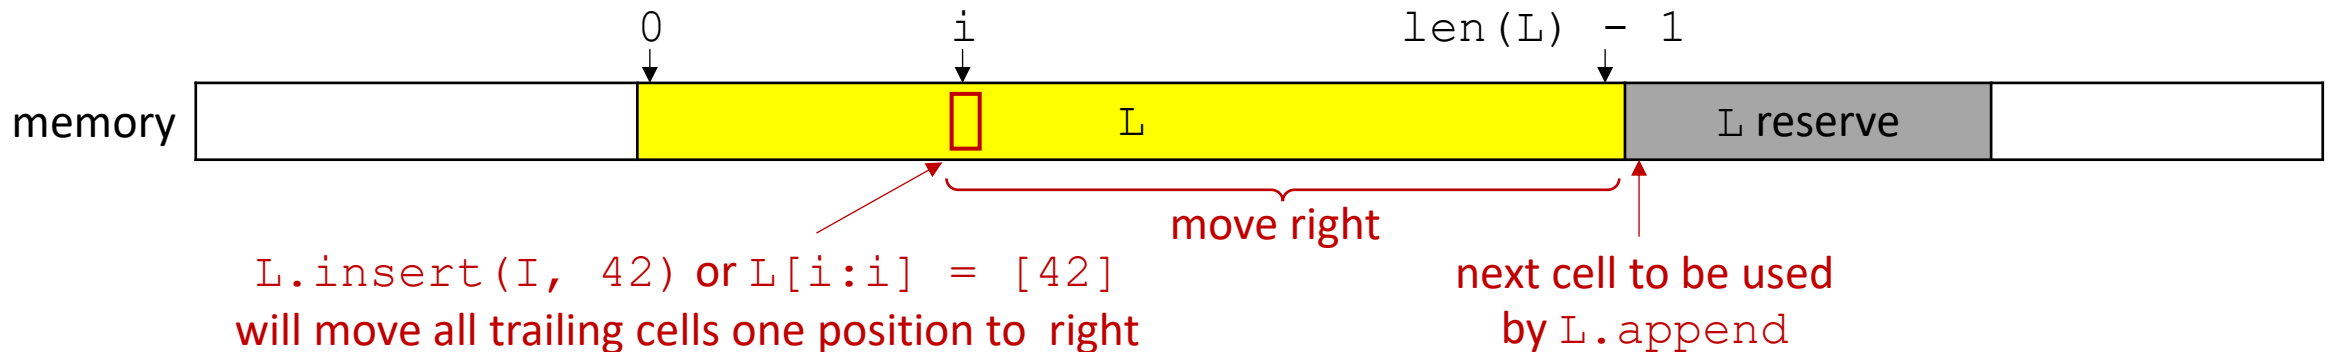 0
i
len(L) - 1
memory
L
L reserve
move right
L.insert(I, 42) or L[i:i] = [42]
will move all trailing cells one position to right
next cell to be used
by L.append